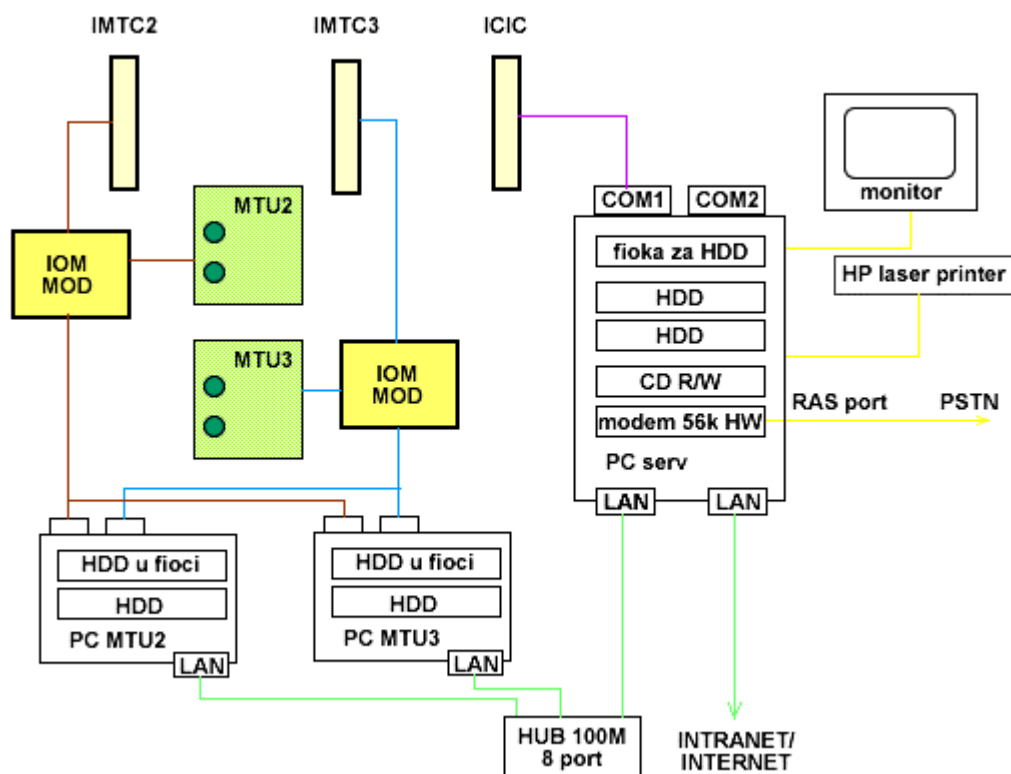 IMTC2
IMTC3
ICIC
MTU2
IOM
MOD
MTU3
IOM
MOD
COM1
COM2
monitor
fioka za HDD
HDD
HDD
CD R/W
modem 56k HW
PC serv
LAN
LAN
HP laser printer
RAS port
PSTN
HDD u fioci
HDD
PC MTU2
LAN
HDD u fioci
HDD
PC MTU3
LAN
HUB 100M
8 port
INTRANET/
INTERNET